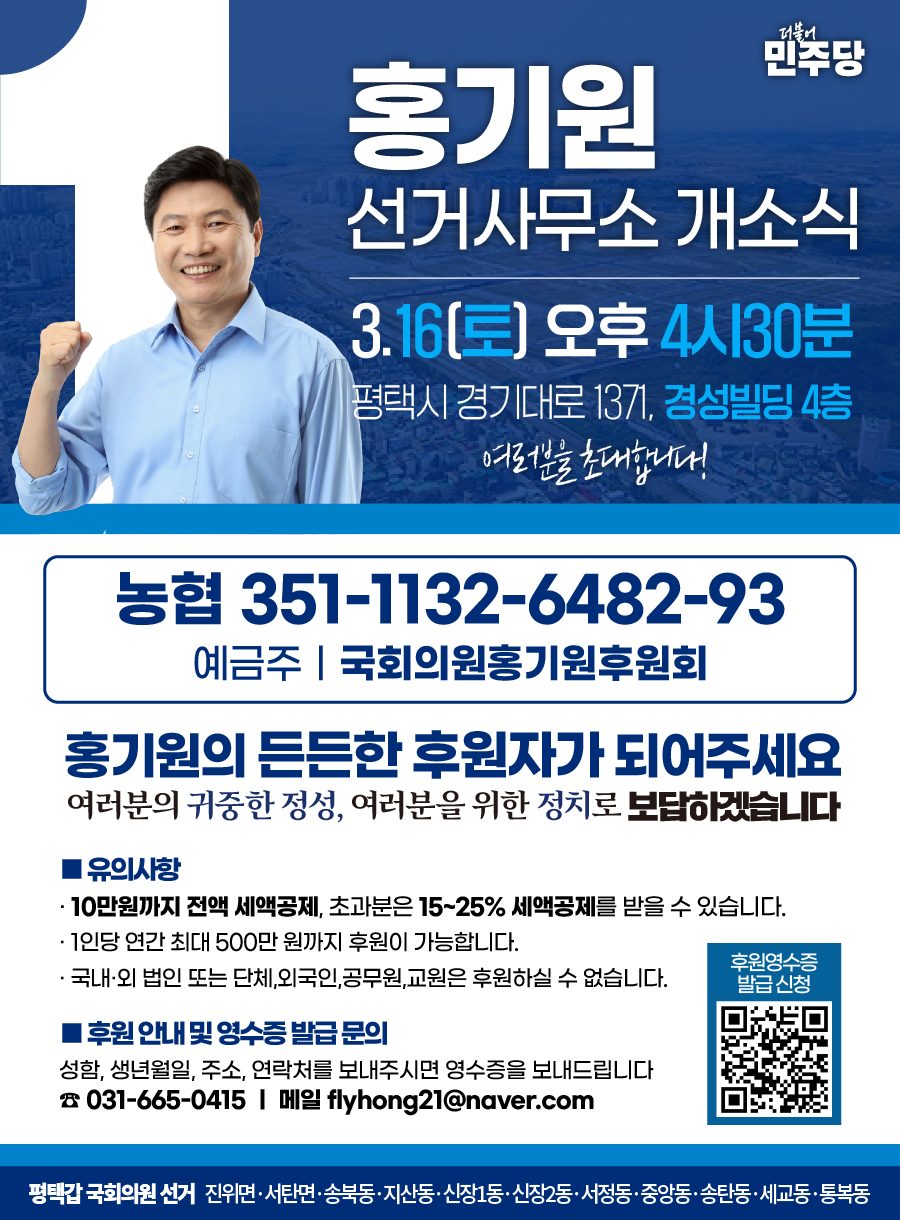 1
더불어
민주당
홍기원
선거사무소 개소식
3.16(토) 오후 4시30분
평택시 경기대로 1371, 경성빌딩 4층
여러분을 초대합니다!
농협 351-1132-6482-93
예금주 | 국회의원홍기원후원회
홍기원의 든든한 후원자가 되어주세요
여러분의 귀중한 정성, 여러분을 위한 정치로 보답하겠습니다
■ 유의사항
· 10만원까지 전액 세액공제, 초과분은 15~25% 세액공제를 받을 수 있습니다.
· 1인당 연간 최대 500만 원까지 후원이 가능합니다.
· 국내·외 법인 또는 단체,외국인,공무원,교원은 후원하실 수 없습니다.
후원영수증
발급 신청
■ 후원 안내 및 영수증 발급 문의
성함, 생년월일, 주소, 연락처를 보내주시면 영수증을 보내드립니다
☎ 031-665-0415 | 메일 flyhong21@naver.com
평택갑 국회의원 선거 진위면·서탄면·송북동·지산동·신장1동·신장2동·서정동·중앙동·송탄동·세교동·통복동